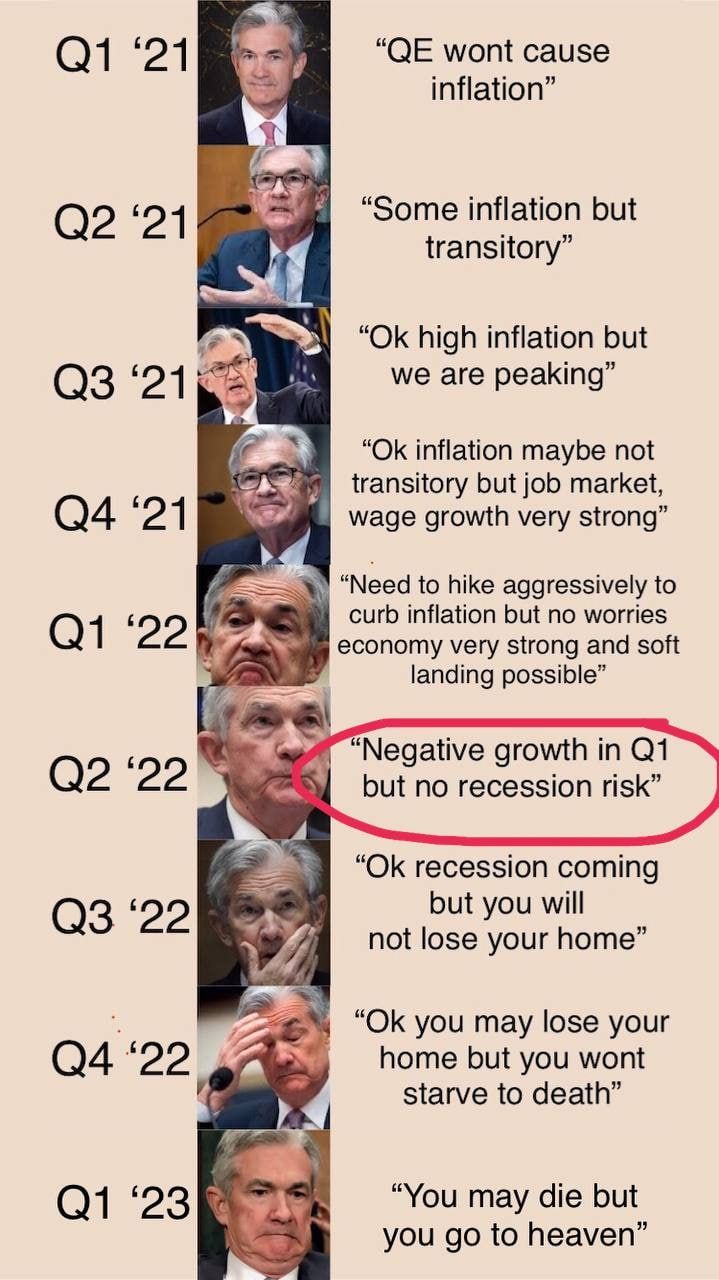 Q1 ‘21
“QE wont cause
inflation”
Q2 ‘21
“Some inflation but
transitory”
Q3 ‘21
“Ok high inflation but
we are peaking”
Q4 ‘21
“Ok inflation maybe not
transitory but job market,
wage growth very strong”
Q1 ‘22
“Need to hike aggressively to
curb inflation but no worries
economy very strong and soft
landing possible”
Q2 ‘22
“Negative growth in Q1
but no recession risk”
Q3 ‘22
“Ok recession coming
but you will
not lose your home”
Q4 ‘22
“Ok you may lose your
home but you wont
starve to death”
Q1 ‘23
“You may die but
you go to heaven”